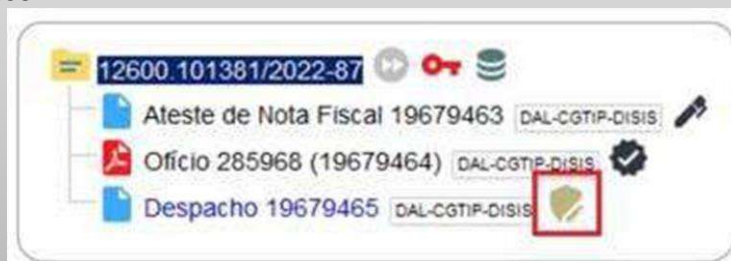 12600.101381/2022-87
Ateste de Nota Fiscal 19679463 DAL-CGTIP-DISIS
Ofício 285968 (19679464) DAL-CGTIP-DISIS
Despacho 19679465 DAL-CGTIP-DISIS